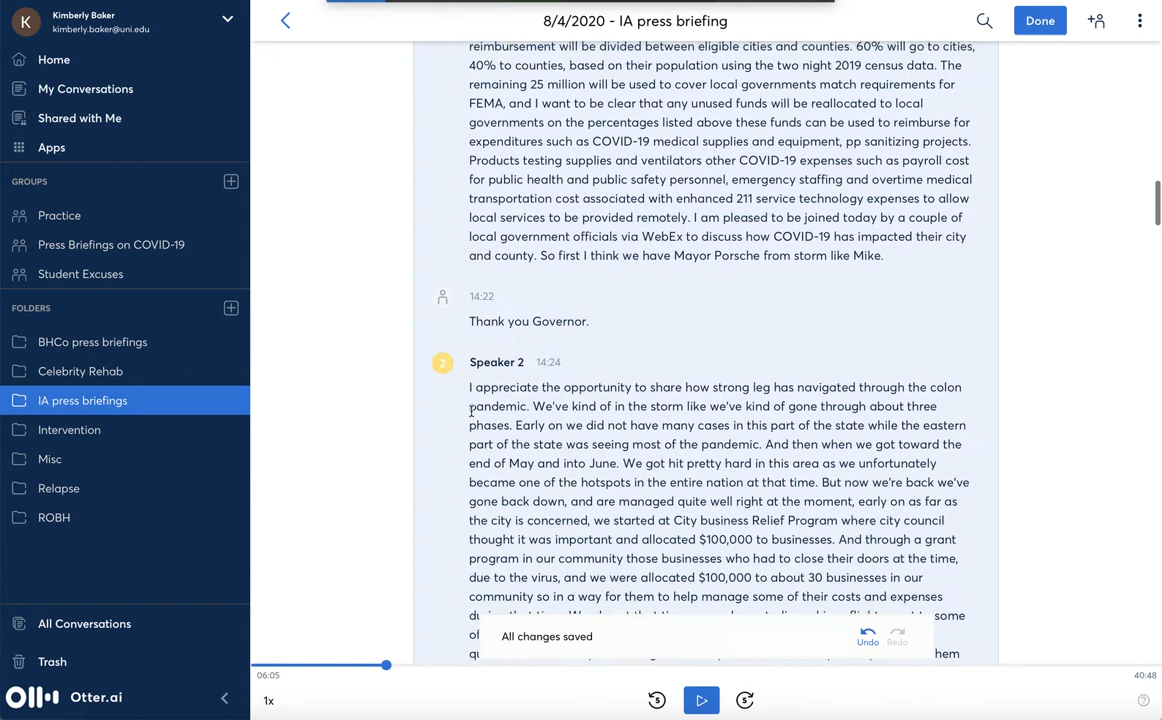 K
Kimberly Baker
kimberly.baker@uni.edu
Home
My Conversations
Shared with Me
Apps
GROUPS
Practice
Press Briefings on COVID-19
Student Excuses
FOLDERS
BHCo press briefings
Celebrity Rehab
IA press briefings
Intervention
Misc
Relapse
ROBH
All Conversations
Trash
Otter.ai
8/4/2020 - IA press briefing
Done
reimbursement will be divided between eligible cities and counties. 60% will go to cities,
40% to counties, based on their population using the two night 2019 census data. The
remaining 25 million will be used to cover local governments match requirements for
FEMA, and I want to be clear that any unused funds will be reallocated to local
governments on the percentages listed above these funds can be used to reimburse for
expenditures such as COVID-19 medical supplies and equipment, pp sanitizing projects.
Products testing supplies and ventilators other COVID-19 expenses such as payroll cost
for public health and public safety personnel, emergency staffing and overtime medical
transportation cost associated with enhanced 211 service technology expenses to allow
local services to be provided remotely. I am pleased to be joined today by a couple of
local government officials via WebEx to discuss how COVID-19 has impacted their city
and county. So first I think we have Mayor Porsche from storm like Mike.
14:22
Thank you Governor.
2 Speaker 2 14:24
I appreciate the opportunity to share how strong leg has navigated through the colon
pandemic. We've kind of in the storm like we've kind of gone through about three
phases. Early on we did not have many cases in this part of the state while the eastern
part of the state was seeing most of the pandemic. And then when we got toward the
end of May and into June. We got hit pretty hard in this area as we unfortunately
became one of the hotspots in the entire nation at that time. But now we're back we've
gone back down, and are managed quite well right at the moment, early on as far as
the city is concerned, we started at City business Relief Program where city council
thought it was important and allocated $100,000 to businesses. And through a grant
program in our community those businesses who had to close their doors at the time,
due to the virus, and we were allocated $100,000 to about 30 businesses in our
community so in a way for them to help manage some of their costs and expenses
some
of
hem
All changes saved
Undo
Redo
06:05
40:48
1x
5
5